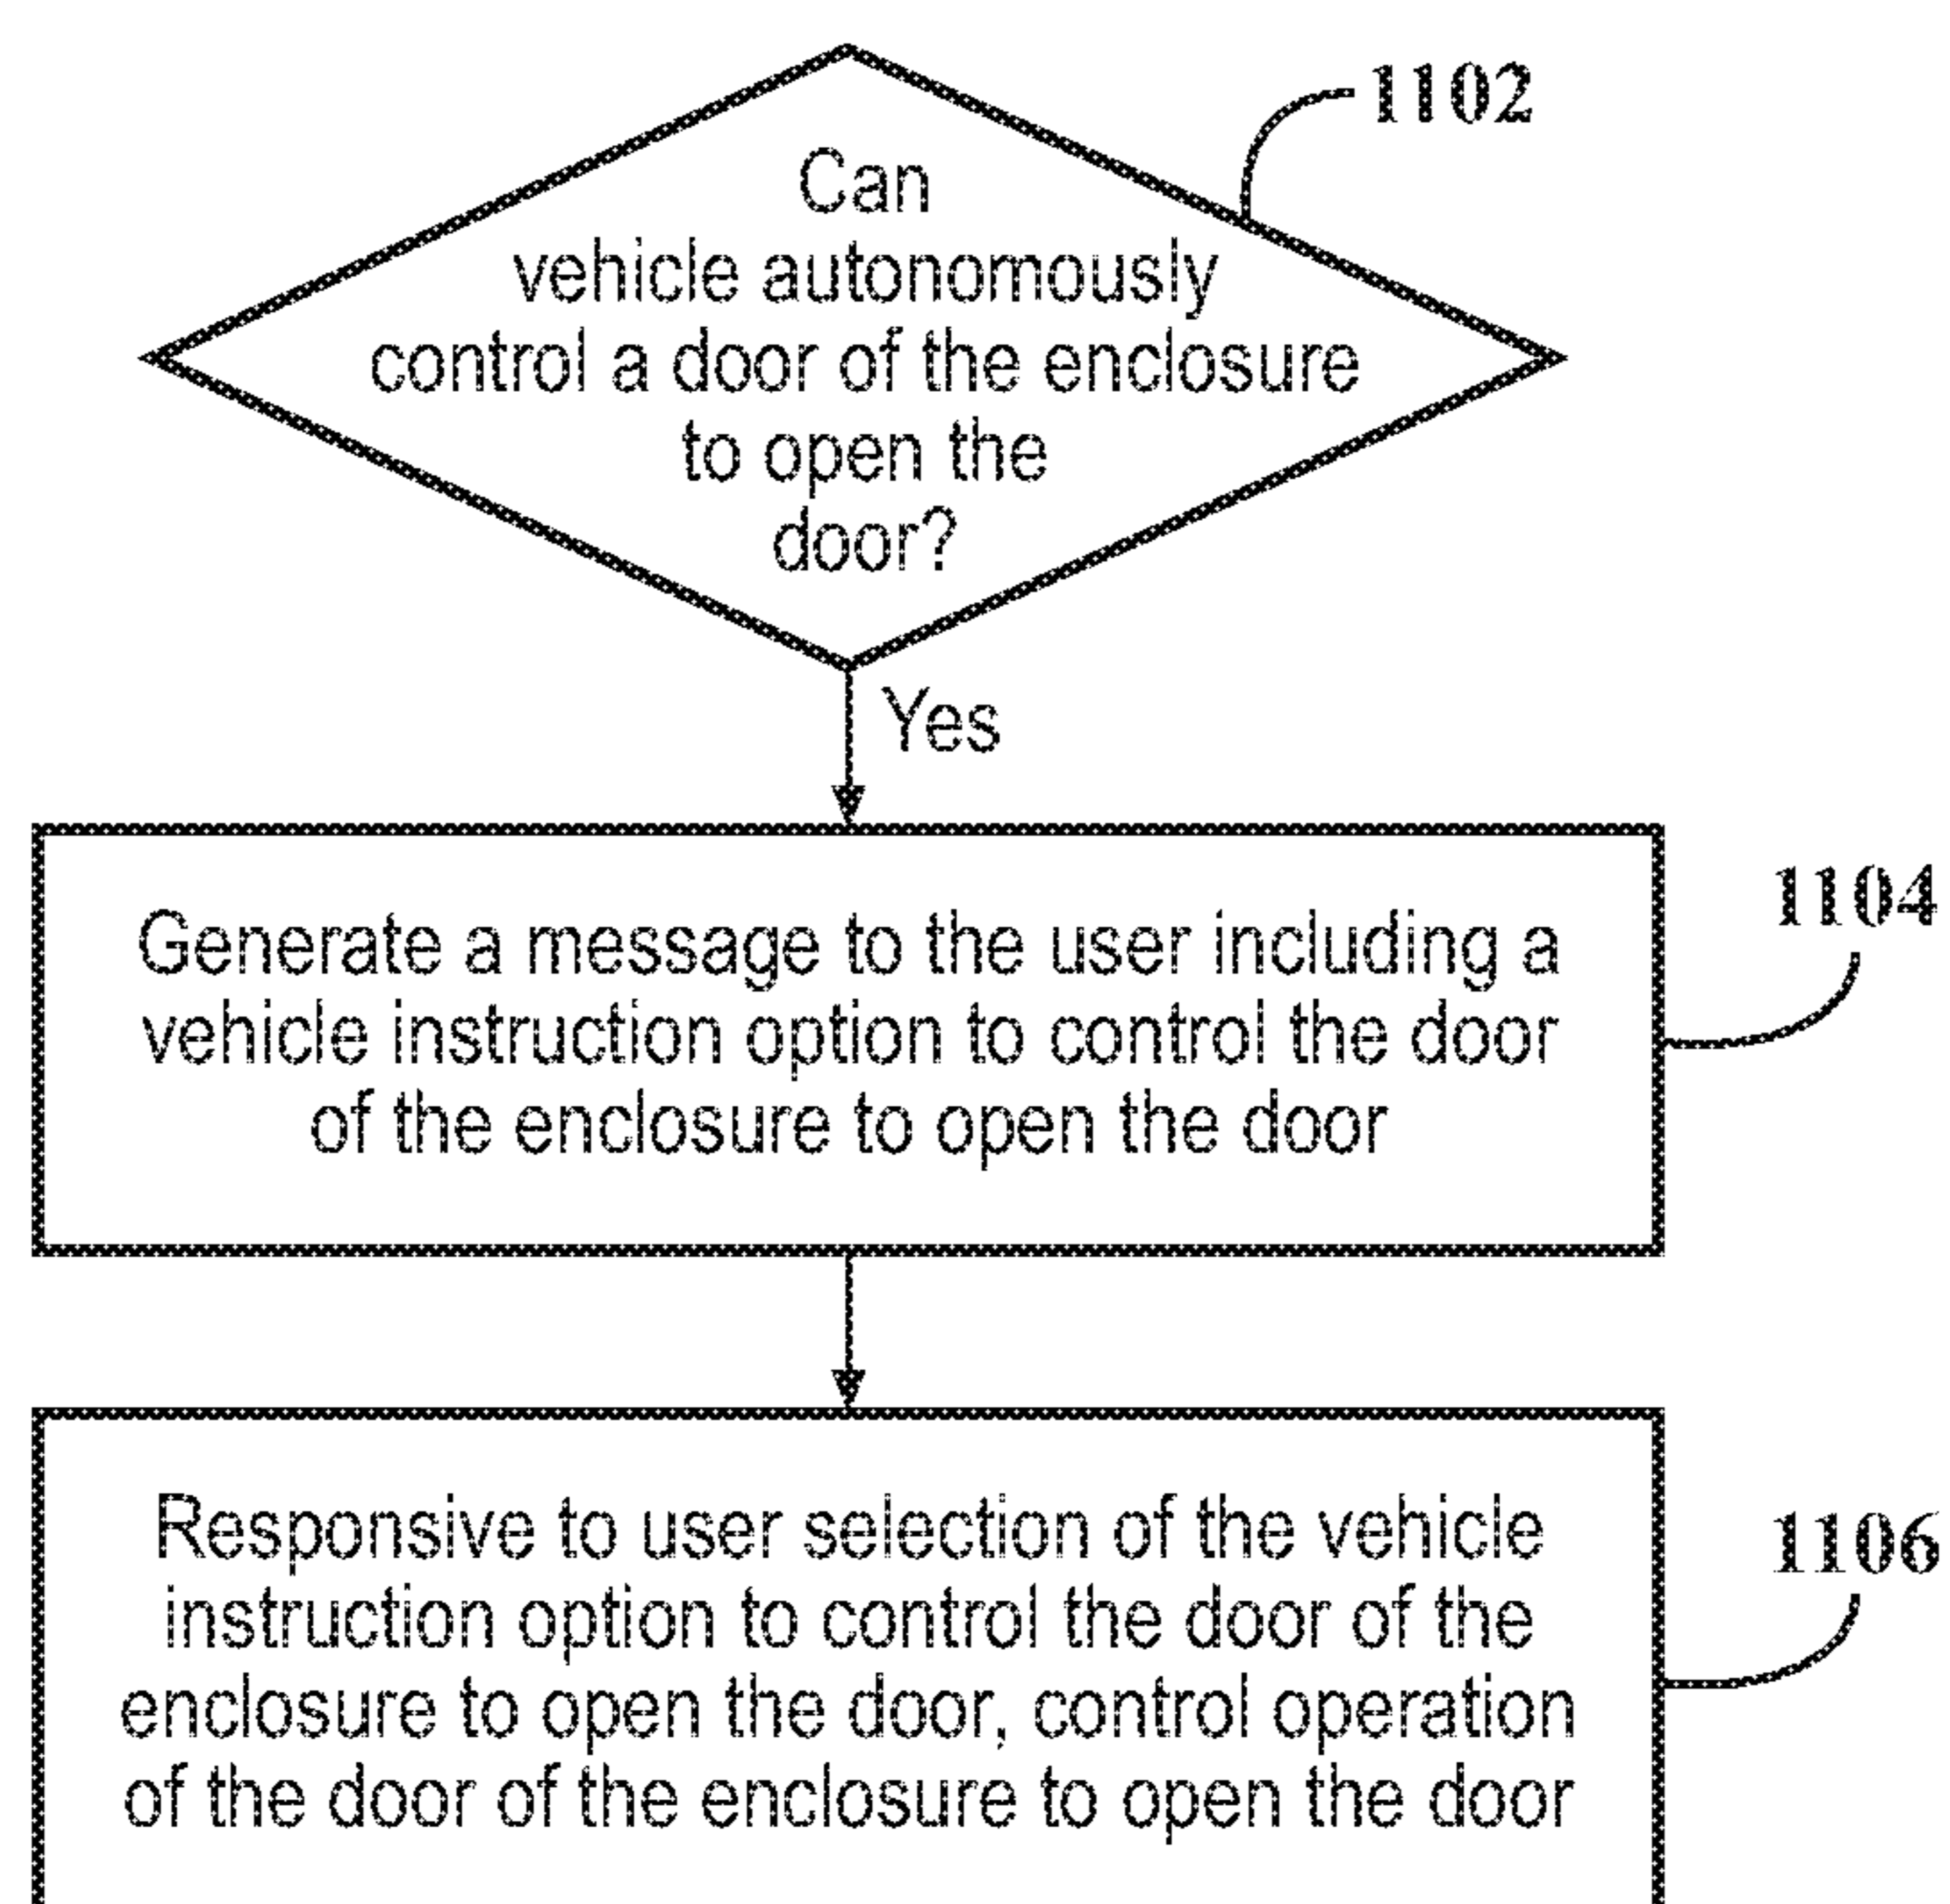 1102
Can
vehicle autonomously
control a door of the enclosure
to open the
door?
Yes
1104
Generate a message to the user including a
vehicle instruction option to control the door
of the enclosure to open the door
1106
Responsive to user selection of the vehicle
instruction option to control the door of the
enclosure to open the door, control operation
of the door of the enclosure to open the door